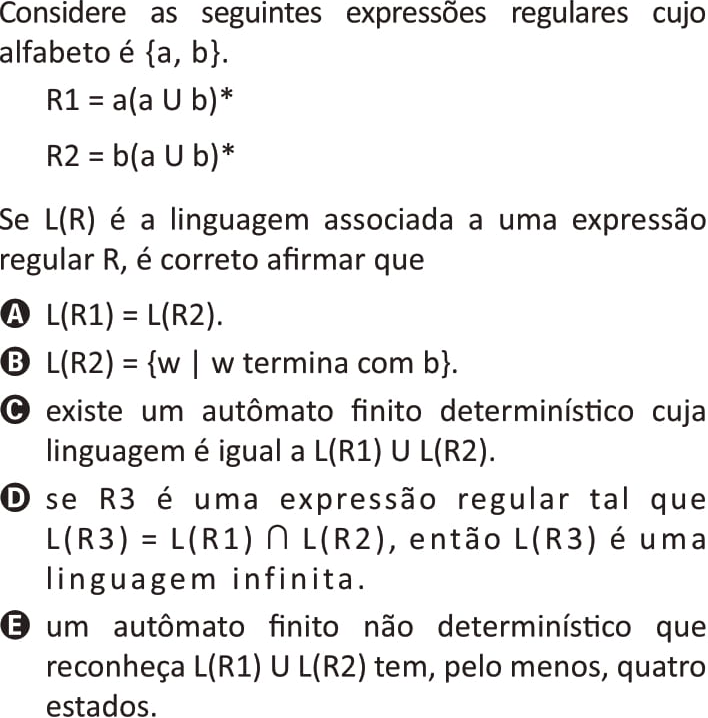 Considere as seguintes expressões regulares cujo
alfabeto é {a, b}.
R1 = a(a U b)*
R2 = b(a U b)*
Se L(R) é a linguagem associada a uma expressão
regular R, é correto afirmar que
A L(R1) = L(R2).
B L(R2) = {w | w termina com b}.
C existe um autômato finito determinístico cuja
linguagem é igual a L(R1) U L(R2).
D se R3 é uma expressão regular tal que
L(R3) = L(R1) ⋂ L(R2), então L(R3) é uma
linguagem infinita.
E um autômato finito não determinístico que
reconheça L(R1) U L(R2) tem, pelo menos, quatro
estados.